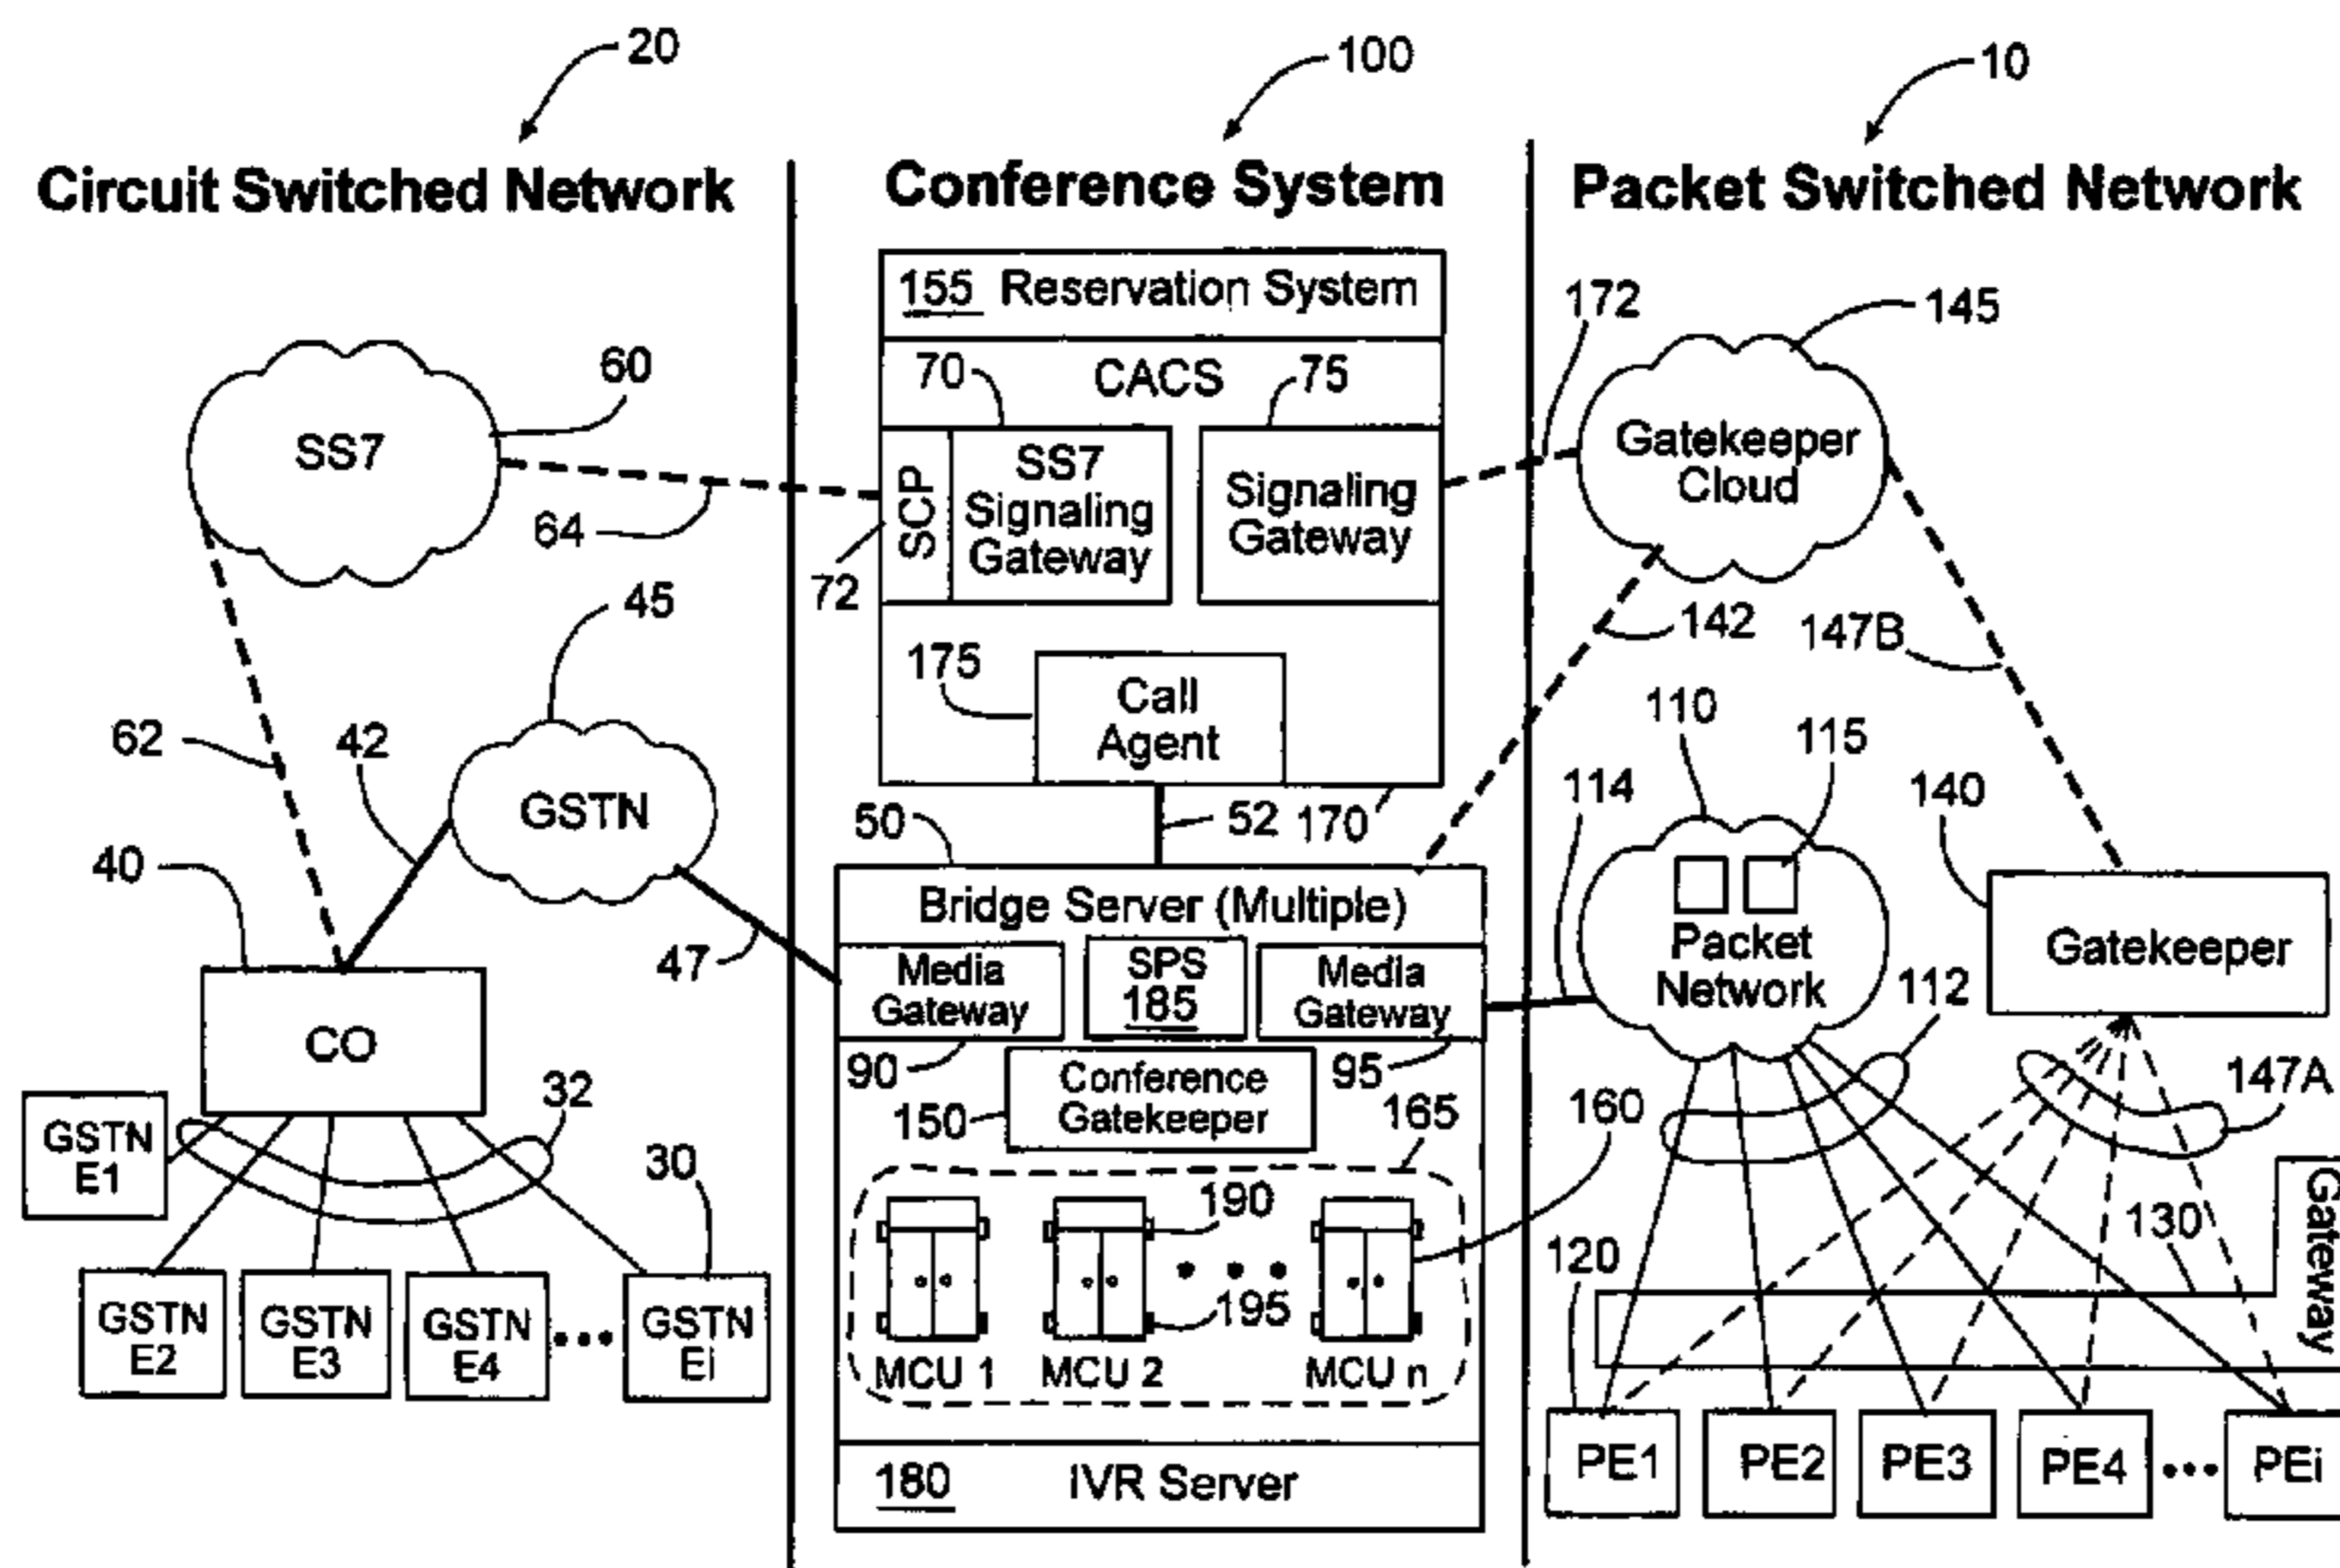 20
100
10
Circuit Switched Network
Conference System
Packet Switched Network
155 Reservation System
172
145
60
70
CACS
75
SS7
SCP
SS7
Signaling
Gateway
Signaling
Gateway
Gatekeeper
Cloud
64
72
45
142
147B
175
Call
Agent
110
115
62
42
GSTN
50
52
170
114
140
40
Bridge Server (Multiple)
47
Media
Gateway
SPS
185
Media
Gateway
Packet
Network
Gatekeeper
112
CO
90
Conference
Gatekeeper
95
150
165
160
147A
32
GSTN
E1
30
190
130
Gateway
120
195
GSTN
E2
GSTN
E3
GSTN
E4
GSTN
Ei
MCU 1
MCU 2
MCU n
180 IVR Server
PE1
PE2
PE3
PE4
PEi